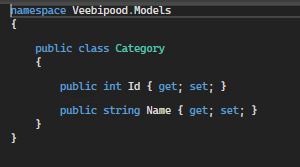 namespace Veebipood.Models
{
public class Category
{
public int Id { get; set; }
public string Name { get; set; }
}
}